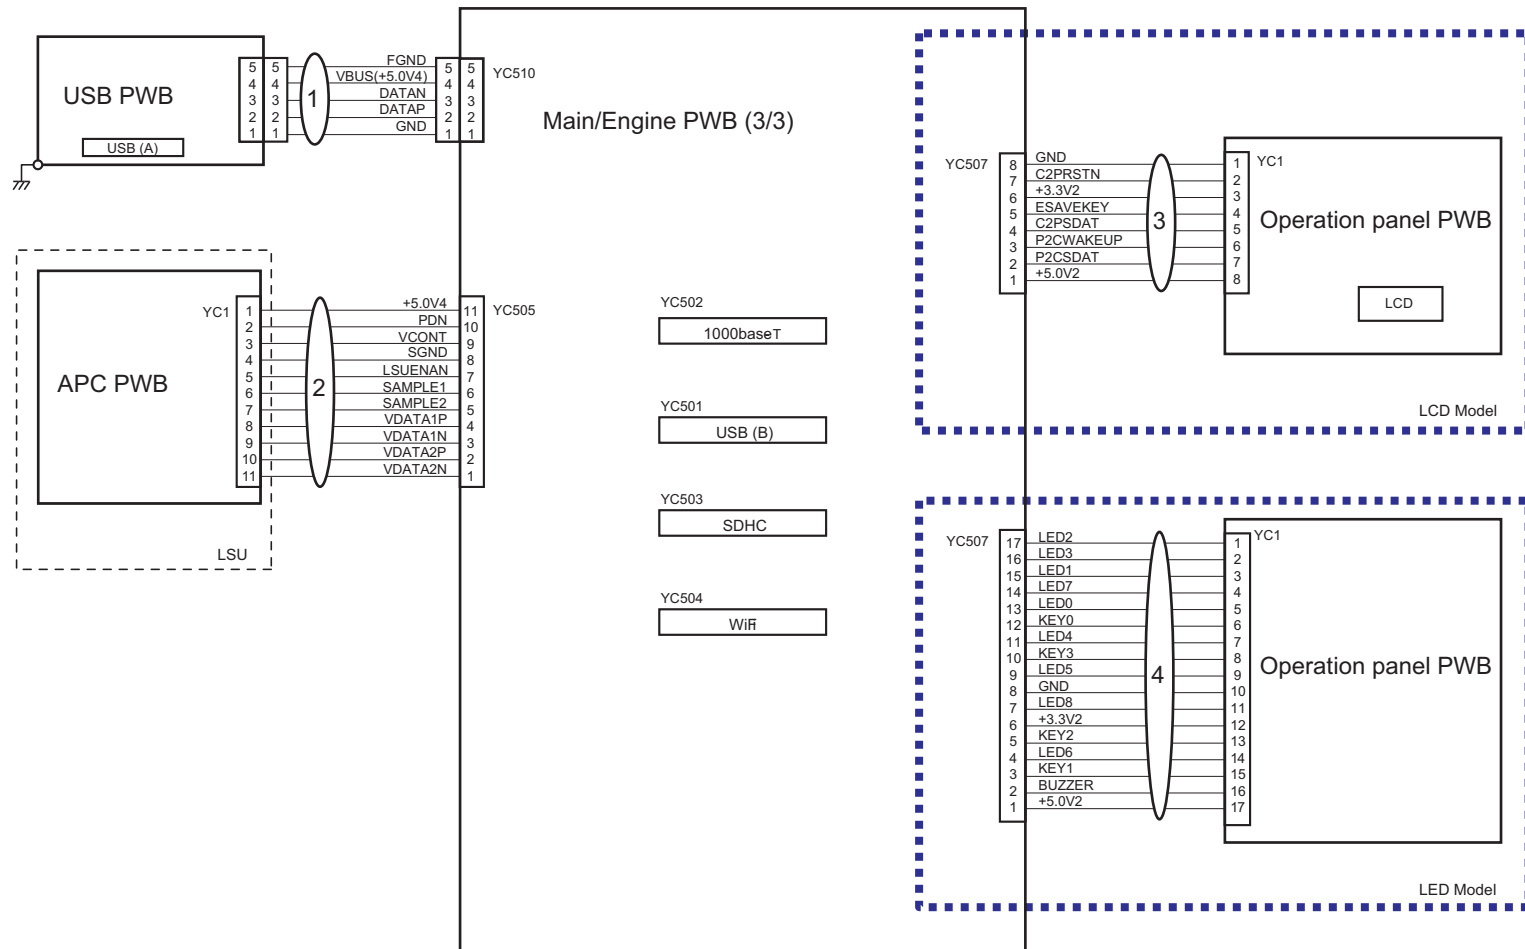 USB PWB
USB (A)
5 5
4 4
3 3
2 2
1 1
1
FGND
VBUS(+5.0V4)
DATAN
DATAP
GND
5 5
4 4
3 3
2 2
1 1
YC510
Main/Engine PWB (3/3)
APC PWB
LSU
YC1
1 +5.0V4 11
2 PDN 10
3 VCONT 9
4 SGND 8
5 LSUENAN 7
6 SAMPLE1 6
7 SAMPLE2 5
8 VDATA1P 4
9 VDATA1N 3
10 VDATA2P 2
11 VDATA2N 1
2
YC505
YC502
1000baseT
YC501
USB (B)
YC503
SDHC
YC504
WiFi
YC507
8 GND 1
7 C2PRSTN 2
6 +3.3V2 3
5 ESAVEKEY 4
4 C2PSDAT 5
3 P2CWAKEUP 6
2 P2CSDAT 7
1 +5.0V2 8
3
YC1
Operation panel PWB
LCD
LCD Model
YC507
17 LED2 1
16 LED3 2
15 LED1 3
14 LED7 4
13 LED0 5
12 KEY0 6
11 LED4 7
10 KEY3 8
9 LED5 9
8 GND 10
7 LED8 11
6 +3.3V2 12
5 KEY2 13
4 LED6 14
3 KEY1 15
2 BUZZER 16
1 +5.0V2 17
4
YC1
Operation panel PWB
LED Model